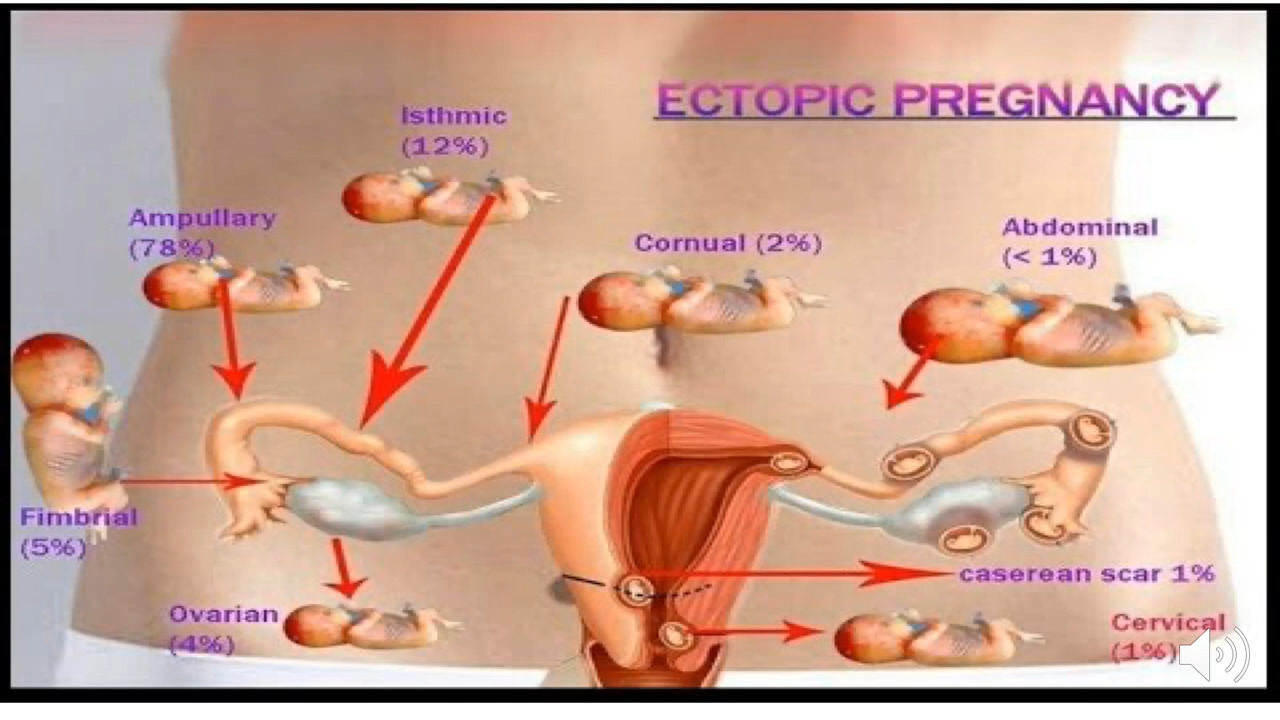 ECTOPIC PREGNANCY
Isthmic
(12%)
Ampullary
(78%)
Cornual (2%)
Abdominal
(< 1%)
Fimbrial
(5%)
caserean scar 1%
Ovarian
(4%)
Cervical
(1%)